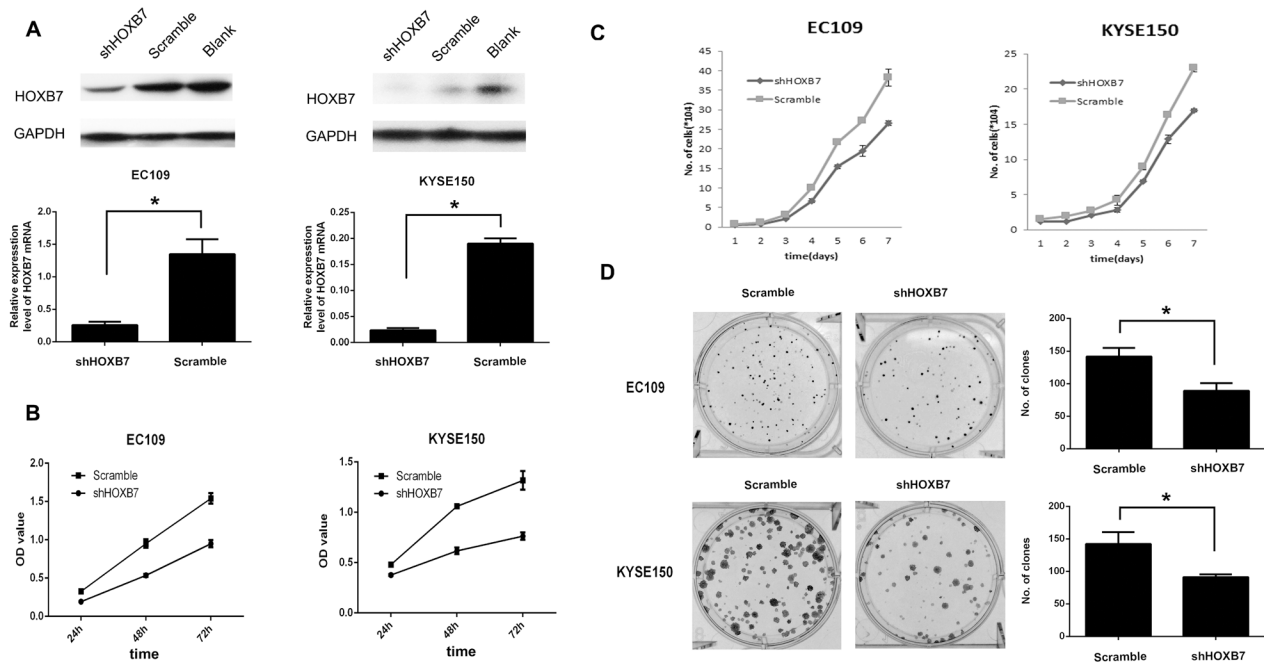 A
shHOXB7
Scramble
Blank
HOXB7
GAPDH
shHOXB7
Scramble
Blank
HOXB7
GAPDH
EC109
Relative expression
level of HOXB7 mRNA
2.0
1.5
1.0
0.5
0.0
*
shHOXB7
Scramble
KYSE150
Relative expression
level of HOXB7 mRNA
0.25
0.20
0.15
0.10
0.05
0.00
*
shHOXB7
Scramble
B
EC109
OD value
2.0
1.5
1.0
0.5
0.0
Scramble
shHOXB7
24h
48h
72h
time
KYSE150
OD value
1.5
1.0
0.5
0.0
Scramble
shHOXB7
24h
48h
72h
time
C
EC109
No. of cells(*104)
45
40
35
30
25
20
15
10
5
0
shHOXB7
Scramble
1 2 3 4 5 6 7
time(days)
KYSE150
No. of cells(*104)
25
20
15
10
5
0
shHOXB7
Scramble
1 2 3 4 5 6 7
time(days)
D
Scramble
shHOXB7
EC109
No. of clones
200
150
100
50
0
*
Scramble
shHOXB7
Scramble
shHOXB7
KYSE150
No. of clones
200
150
100
50
0
*
Scramble
shHOXB7